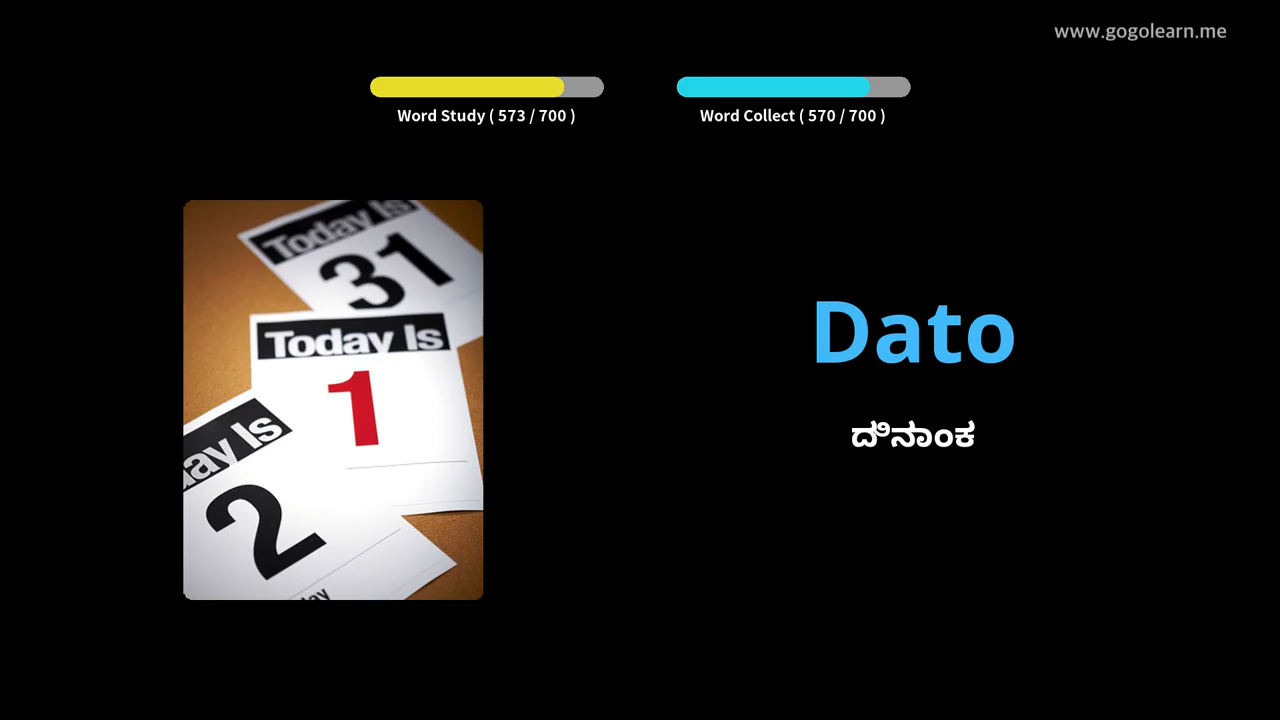 www.gogolearn.me
Word Study ( 573 / 700 )
Word Collect ( 570 / 700 )
Today Is
31
Today Is
1
ay Is
2
ay
Dato
ದಿನಾಂಕ